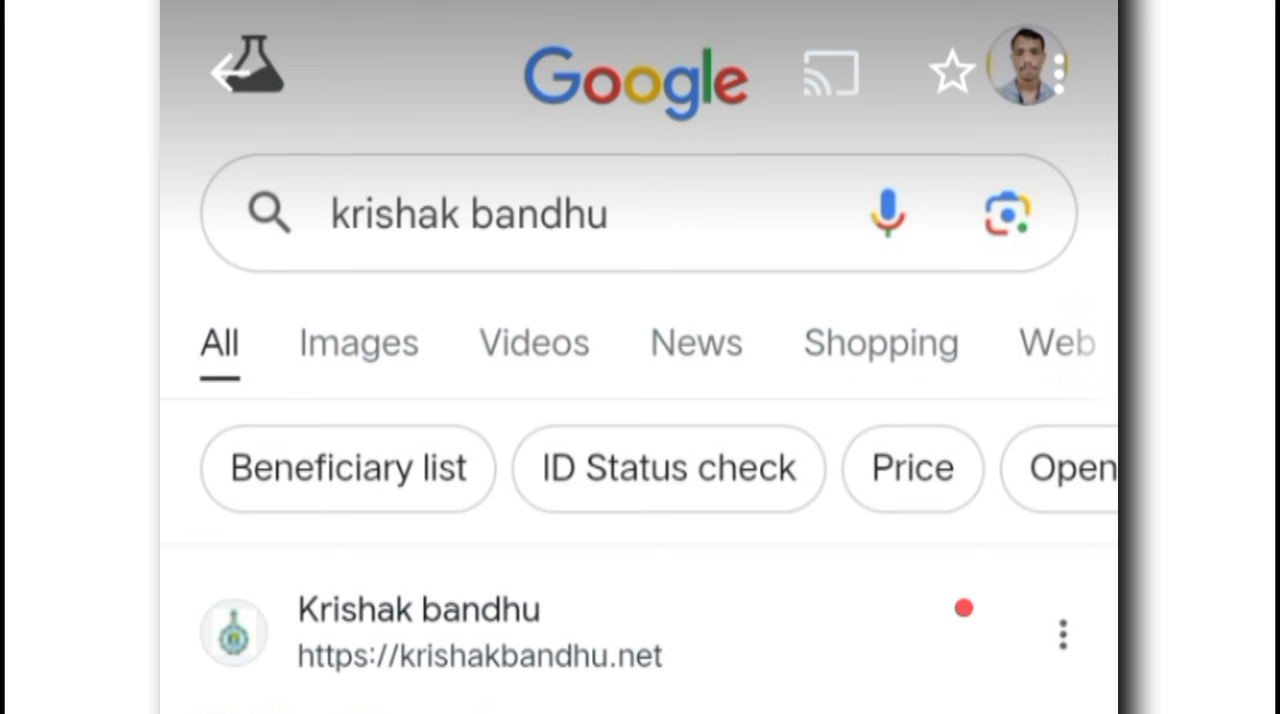 Google
krishak bandhu
All Images Videos News Shopping Web
Beneficiary list ID Status check Price Open
Krishak bandhu
https://krishakbandhu.net